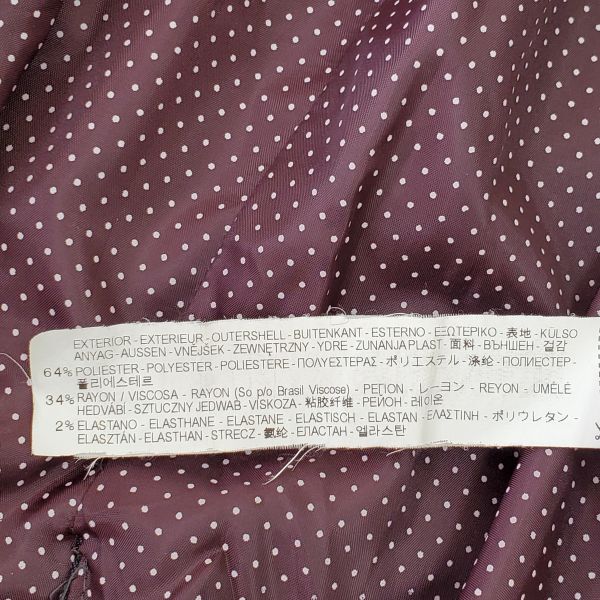 EXTERIOR - EXTERIEUR - OUTERSHELL - BUITENKANT - ESTERNO - ΕΞΩΤΕΡΙΚΟ - 表地 - KÜLSO
ANYAG - AUSSEN - VNĚJŠEK - ZEWNĘTRZNY - YDRE - ZUNANJA PLAST - 面料 - ВЪНШЕН - 겉감
64% POLIESTER - POLYESTER - POLIESTERE - ΠΟΛΥΕΣΤΕΡΑΣ - ポリエステル - 涤纶 - ПОЛИЕСТЕР -
폴리에스테르
34% RAYON / VISCOSA - RAYON (So p/o Brasil Viscose) - ΡΕΓΙΟΝ - レーヨン - REYON - UMĚLÉ
HEDVÁBÍ - SZTUCZNY JEDWAB - VISKOZA - 粘胶纤维 - РЕЙОН - 레이온
2% ELASTANO - ELASTHANE - ELASTANE - ELASTISCH - ELASTAN - ΕΛΑΣΤΙΝΗ - ポリウレタン -
ELASZTÁN - ELASTHAN - STRECZ - 氨纶 - ЕЛАСТАН - 엘라스탄